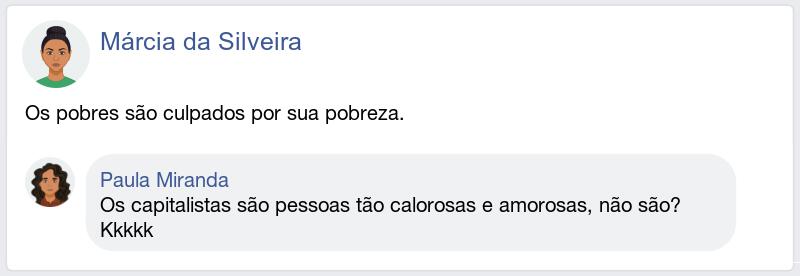 Márcia da Silveira
Os pobres são culpados por sua pobreza.
Paula Miranda
Os capitalistas são pessoas tão calorosas e amorosas, não são?
Kkkkk